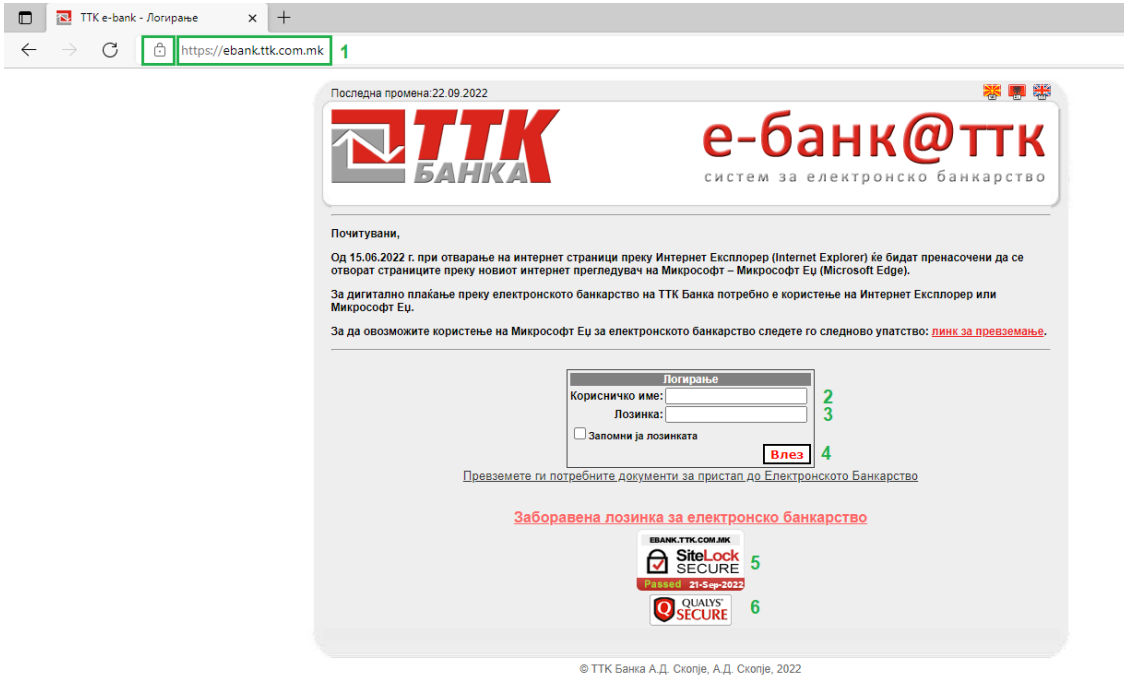 ТТК e-bank - Логирање
https://ebank.ttk.com.mk 1
Последна промена:22.09.2022
ТТК
БАНКА
е-банк@ттк
систем за електронско банкарство
Почитувани,
Од 15.06.2022 г. при отварање на интернет страници преку Интернет Експлорер (Internet Explorer) ќе бидат пренасочени да се
отворат страниците преку новиот интернет прегледувач на Микрософт – Микрософт Еџ (Microsoft Edge).
За дигитално плаќање преку електронското банкарство на ТТК Банка потребно е користење на Интернет Експлорер или
Микрософт Еџ.
За да овозможите користење на Микрософт Еџ за електронското банкарство следете го следново упатство: линк за превземање.
Логирање
Корисничко име: 2
Лозинка: 3
Запомни ја лозинката
Влез 4
Превземете ги потребните документи за пристап до Електронското Банкарство
Заборавена лозинка за електронско банкарство
EBANK.TTK.COM.MK
SiteLock
SECURE 5
Passed 21-Sep-2022
QUALYS'
SECURE 6
© ТТК Банка А.Д. Скопје, А.Д. Скопје, 2022